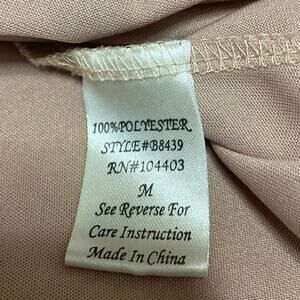 100%POLYESTER
STYLE#B8439
RN#104403
M
See Reverse For
Care Instruction
Made In China